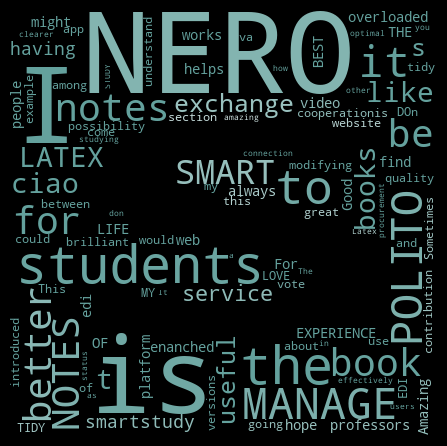 NERO
might
app
clearer
having
works
understand
STUDY
helps
va
BEST
overloaded
THE
you
how
optimal
tidy
other
it
s
I
notes
people
example
among
possibility
come
section
amazing
studying
exchange
video
cooperationis
website
DOn
like
be
LATEX
ciao
SMART
to
connection
modifying
my
always
this
great
find
Good
books
quality
procurement
POLITO
for
between
could
don
LIFE
brilliant
would
web
students
a
For
LOVE
The
vote
MY
it
service
Latex
and
Sometimes
contribution
This
edi
introduced
better
NOTES
TIDY
is
OF
t
of
as
status
platform
enanched
versions
useful
EXPERIENCE
the
about
in
use
book
effectively
EDI
users
Amazing
MANAGE
smartstudy
going
hope
professors